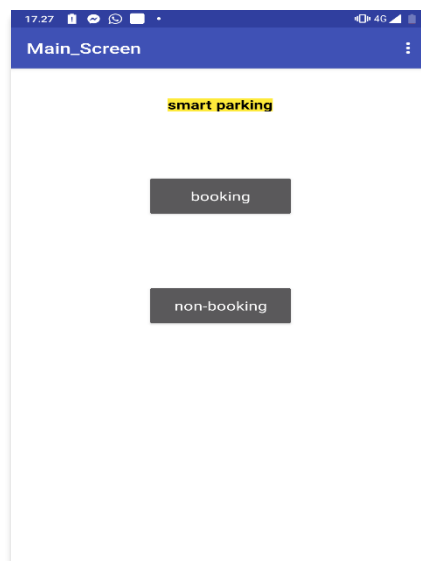 17.27 4G
Main_Screen
smart parking
booking
non-booking